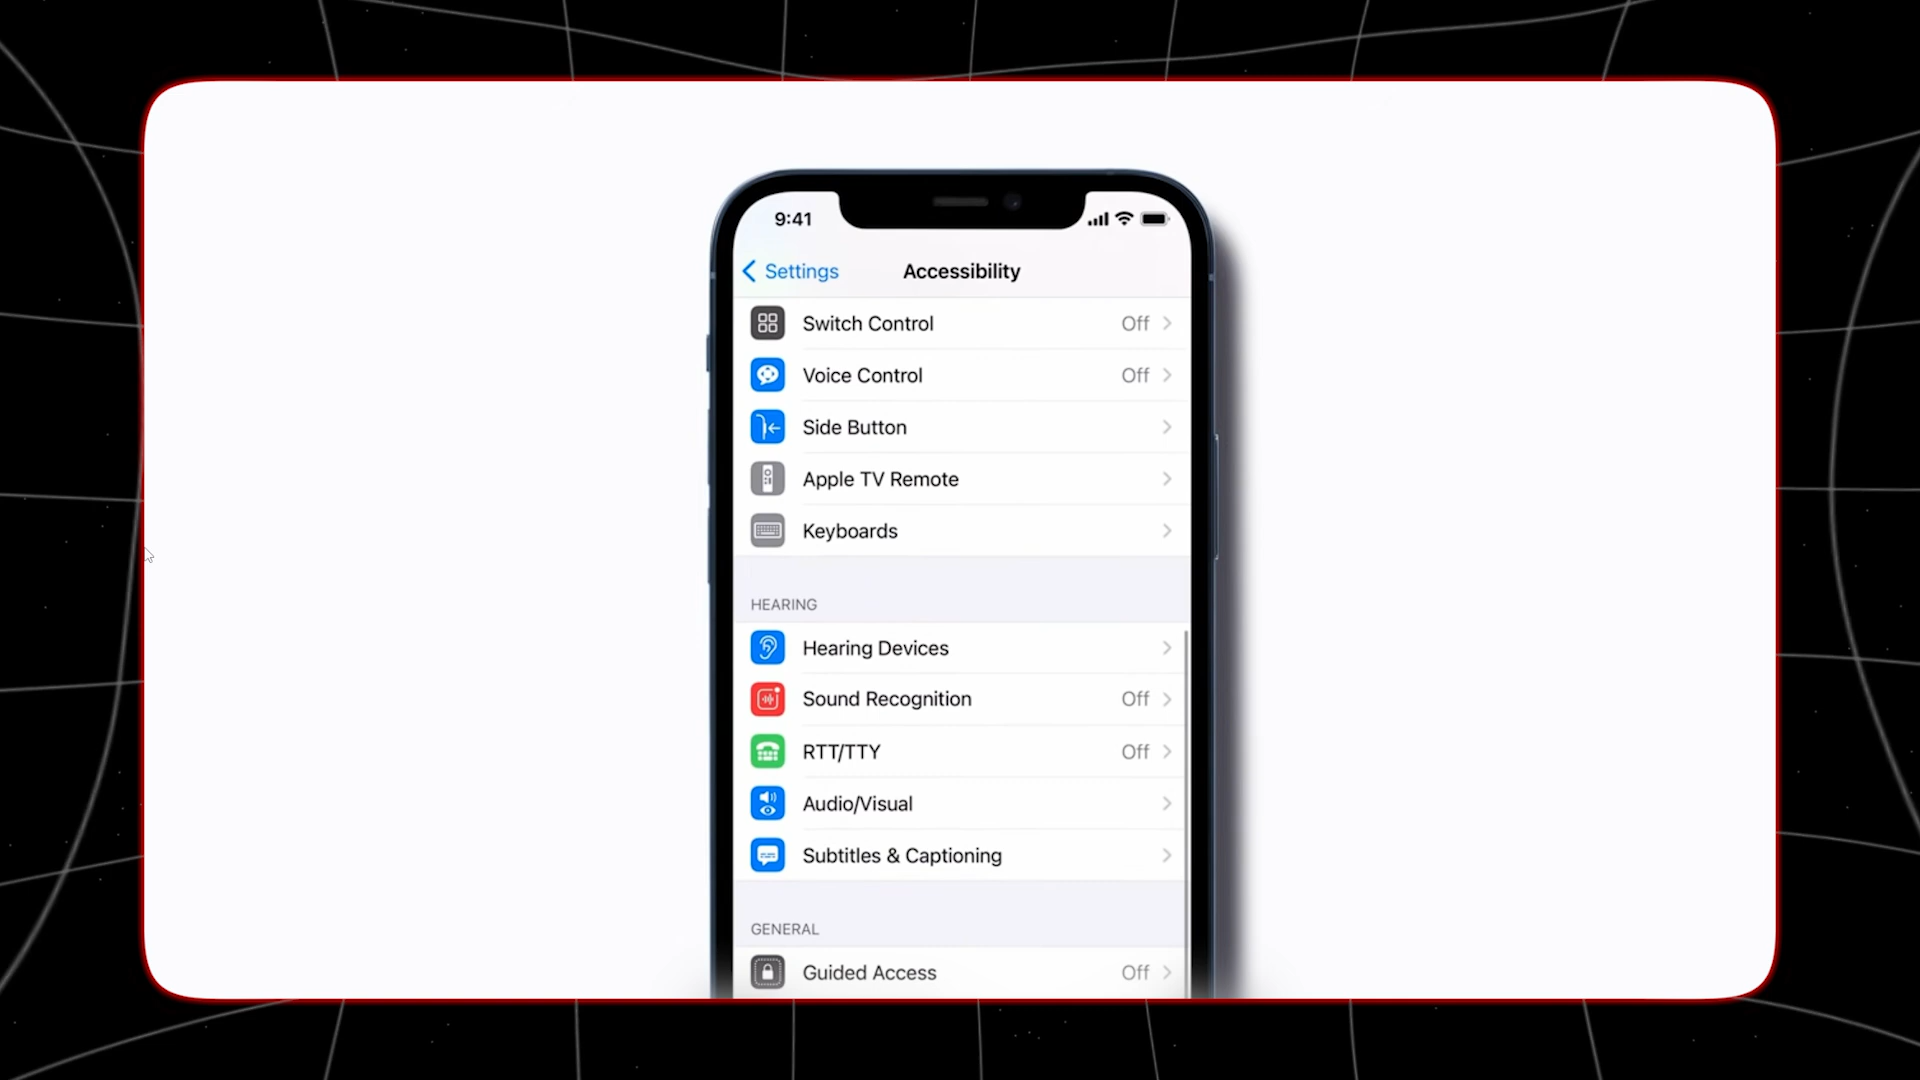 9:41
Settings
Accessibility
Switch Control Off
Voice Control Off
Side Button
Apple TV Remote
Keyboards
HEARING
Hearing Devices
Sound Recognition Off
RTT/TTY Off
Audio/Visual
Subtitles & Captioning
GENERAL
Guided Access Off